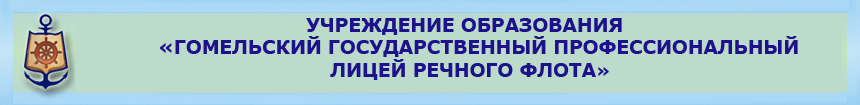 УЧРЕЖДЕНИЕ ОБРАЗОВАНИЯ
«ГОМЕЛЬСКИЙ ГОСУДАРСТВЕННЫЙ ПРОФЕССИОНАЛЬНЫЙ
ЛИЦЕЙ РЕЧНОГО ФЛОТА»